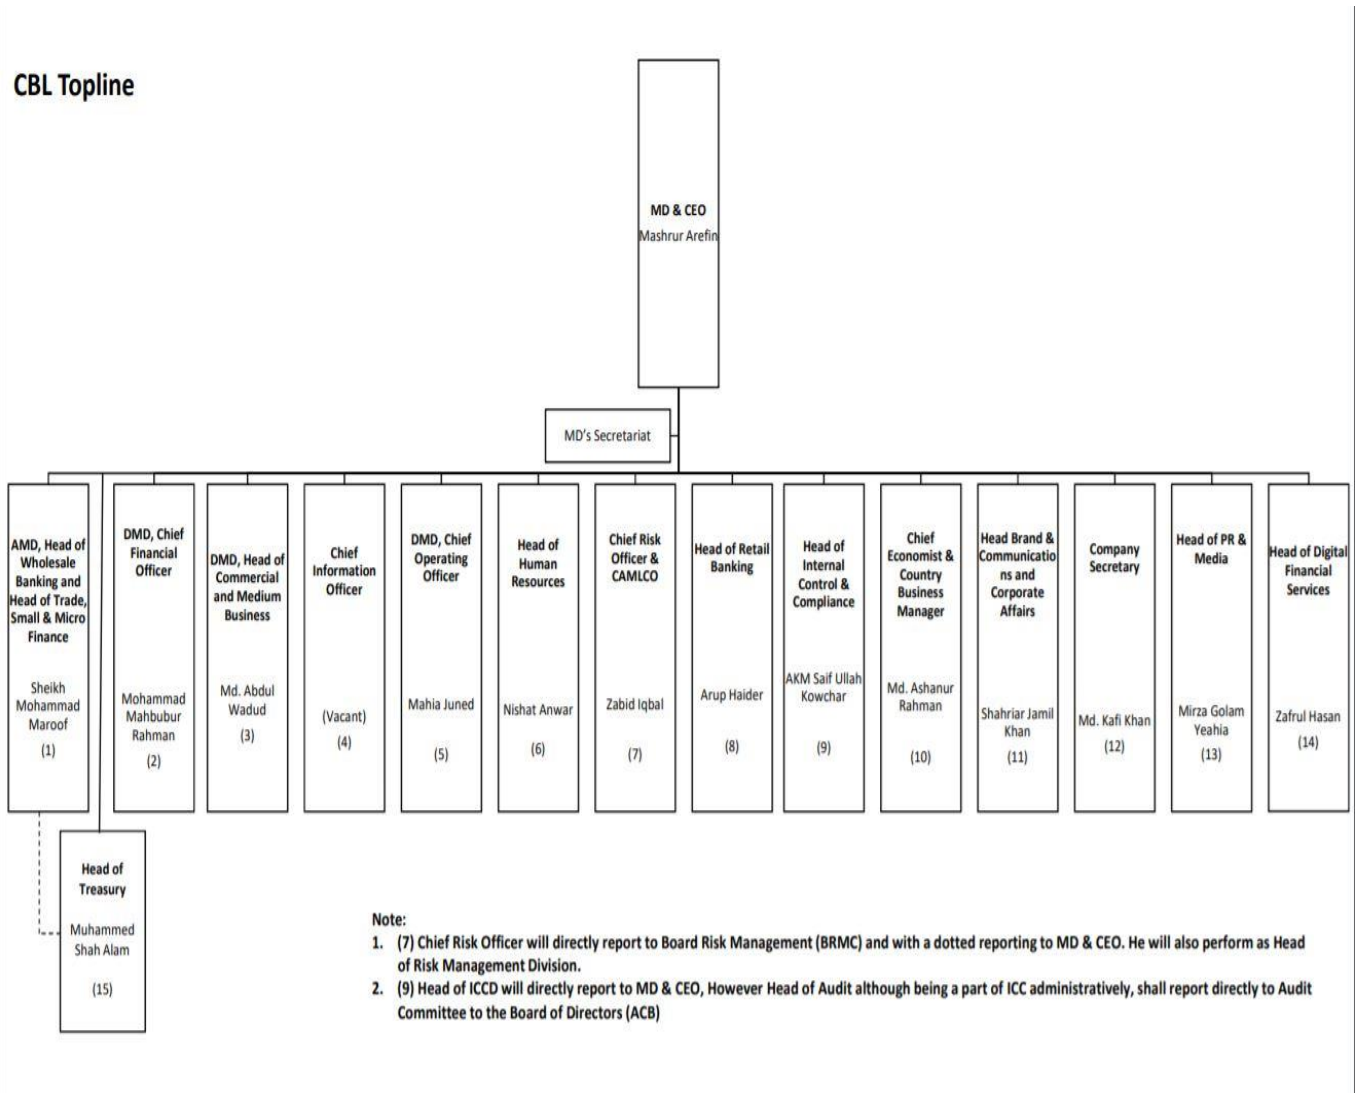 CBL Topline
MD & CEO
Mashrur Arefin
MD's Secretariat
AMD, Head of
Wholesale
Banking and
Head of Trade,
Small & Micro
Finance
Sheikh
Mohammad
Maroof
(1)
DMD, Chief
Financial
Officer
Mohammad
Mahbubur
Rahman
(2)
DMD, Head of
Commercial
and Medium
Business
Md. Abdul
Wadud
(3)
Chief
Information
Officer
(Vacant)
(4)
DMD, Chief
Operating
Officer
Mahia Juned
(5)
Head of
Human
Resources
Nishat Anwar
(6)
Chief Risk
Officer &
CAMLCO
Zabid Iqbal
(7)
Head of Retail
Banking
Arup Haider
(8)
Head of
Internal
Control &
Compliance
AKM Saif Ullah
Kowchar
(9)
Chief
Economist &
Country
Business
Manager
Md. Ashanur
Rahman
(10)
Head Brand &
Communicatio
ns and
Corporate
Affairs
Shahriar Jamil
Khan
(11)
Company
Secretary
Md. Kafi Khan
(12)
Head of PR &
Media
Mirza Golam
Yeahia
(13)
Head of Digital
Financial
Services
Zafrul Hasan
(14)
Head of
Treasury
Muhammed
Shah Alam
(15)
Note:
1. (7) Chief Risk Officer will directly report to Board Risk Management (BRMC) and with a dotted reporting to MD & CEO. He will also perform as Head
of Risk Management Division.
2. (9) Head of ICCD will directly report to MD & CEO, However Head of Audit although being a part of ICC administratively, shall report directly to Audit
Committee to the Board of Directors (ACB)